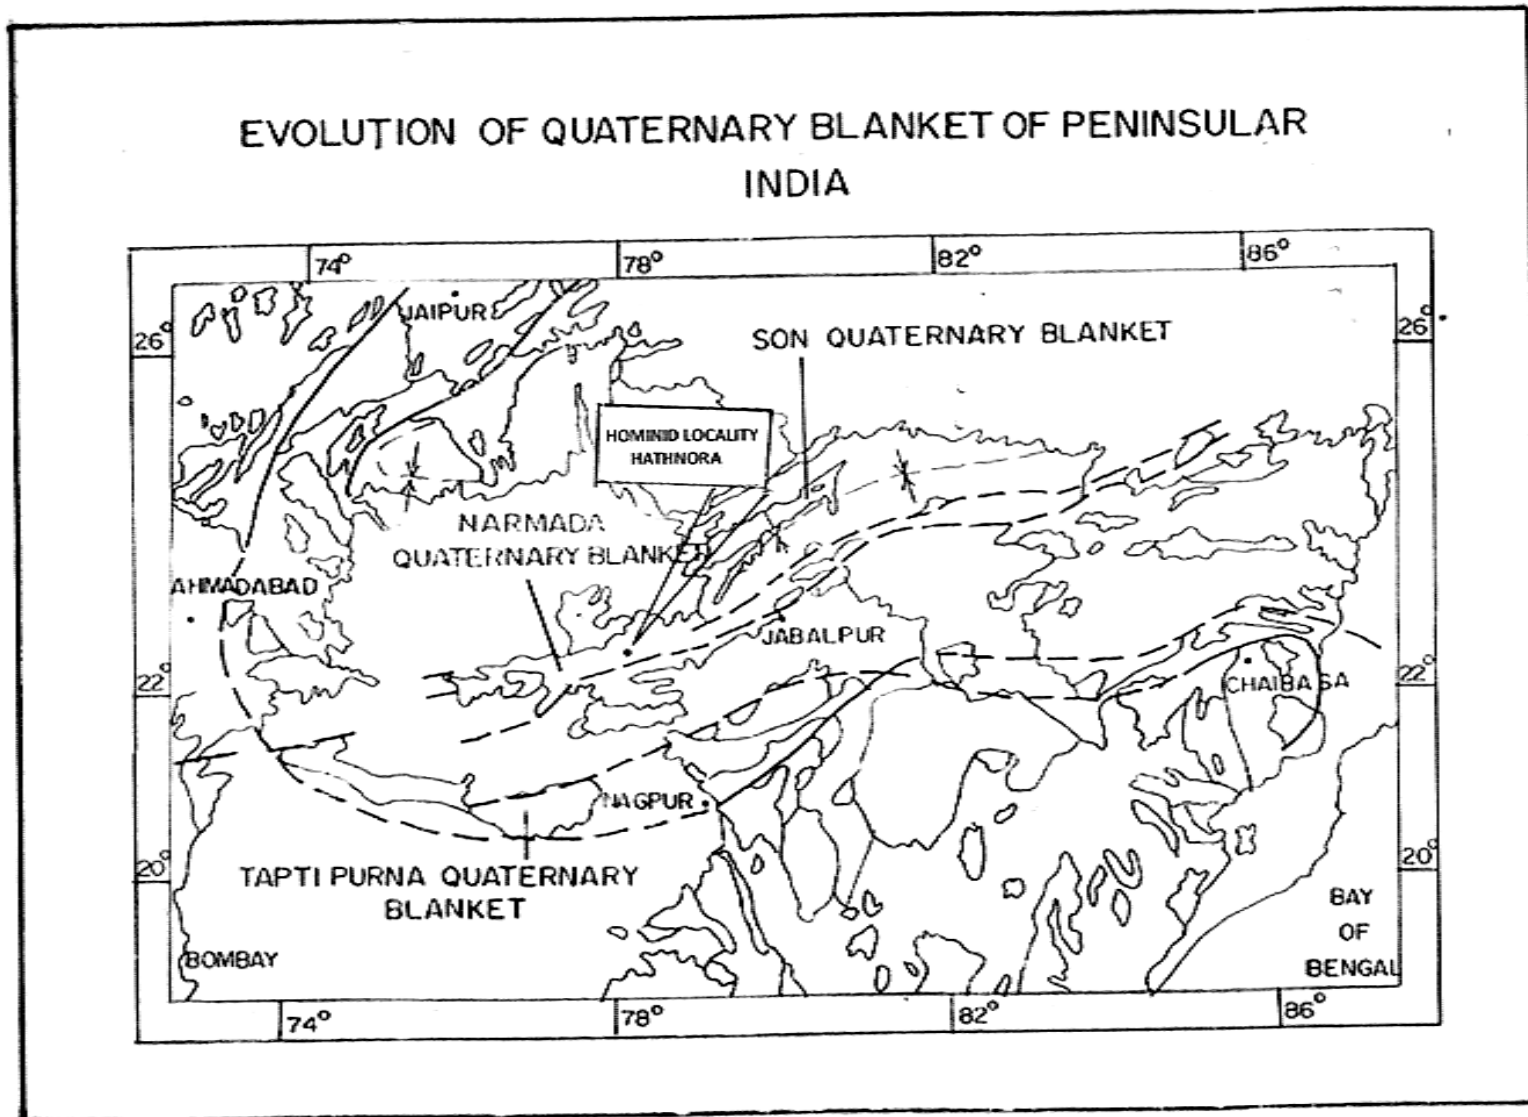 EVOLUTION OF QUATERNARY BLANKET OF PENINSULAR
INDIA
74°
78°
82°
86°
JAIPUR
26°
SON QUATERNARY BLANKET
26°
HOMINID LOCALITY
HATHNORA
NARMADA
QUATERNARY BLANKET
AHMADABAD
JABALPUR
22°
22°
CHAIBASA
NAGPUR
20°
20°
TAPTI PURNA QUATERNARY
BLANKET
BAY
OF
BENGAL
BOMBAY
74°
78°
82°
86°